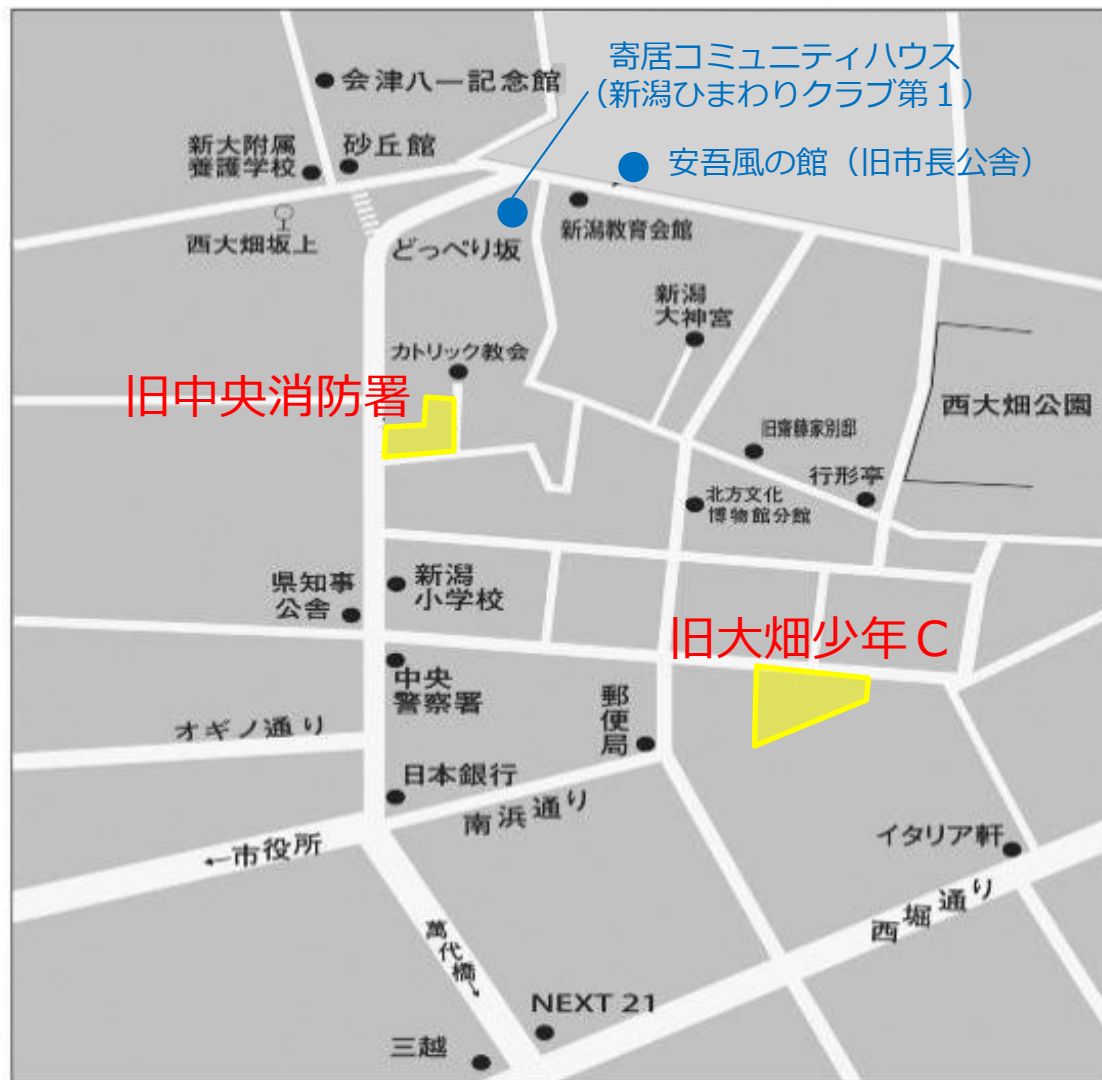 寄居コミュニティハウス
（新潟ひまわりクラブ第１）
会津八一記念館
新大附属
養護学校
砂丘館
安吾風の館（旧市長公舎）
西大畑坂上
どっぺり坂
新潟教育会館
新潟
大神宮
カトリック教会
旧中央消防署
西大畑公園
旧齋藤家別邸
行形亭
北方文化
博物館分館
県知事
公舎
新潟
小学校
旧大畑少年Ｃ
中央
警察署
郵便局
オギノ通り
日本銀行
南浜通り
←市役所
イタリア軒
西堀通り
萬代橋→
NEXT 21
三越